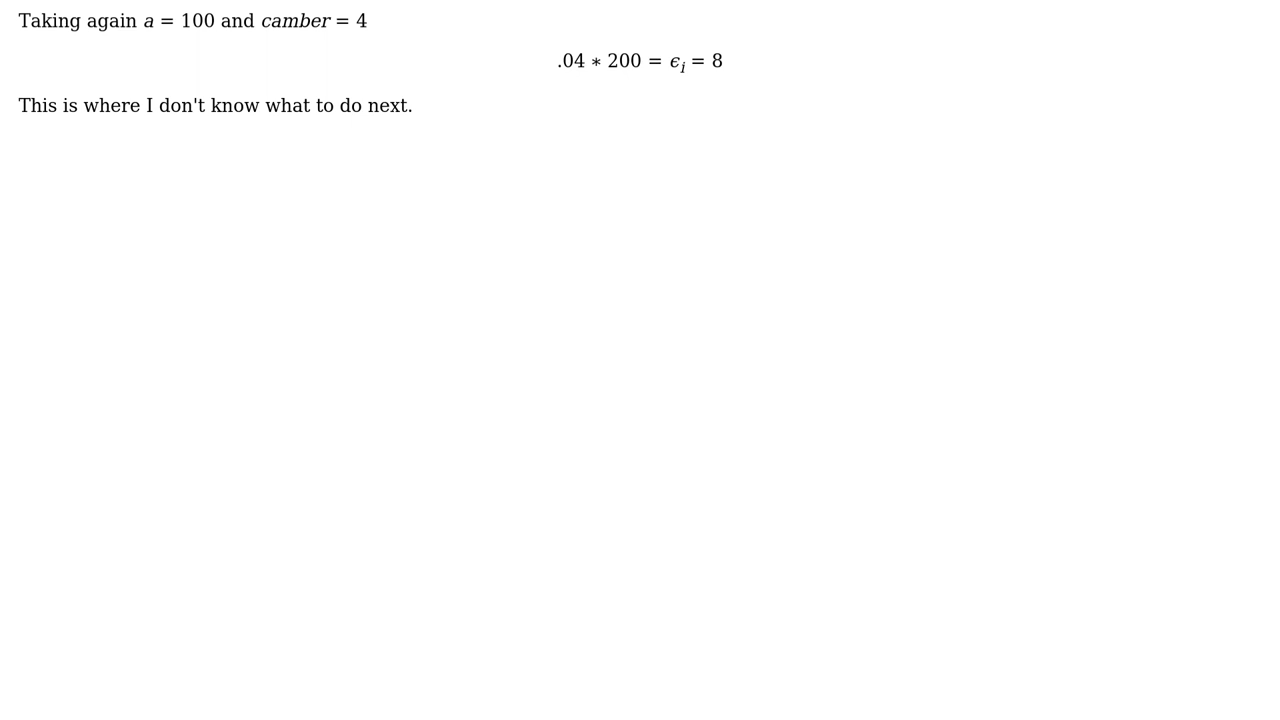 Taking again a = 100 and camber = 4
.04 ∗ 200 = ϵi = 8
This is where I don't know what to do next.